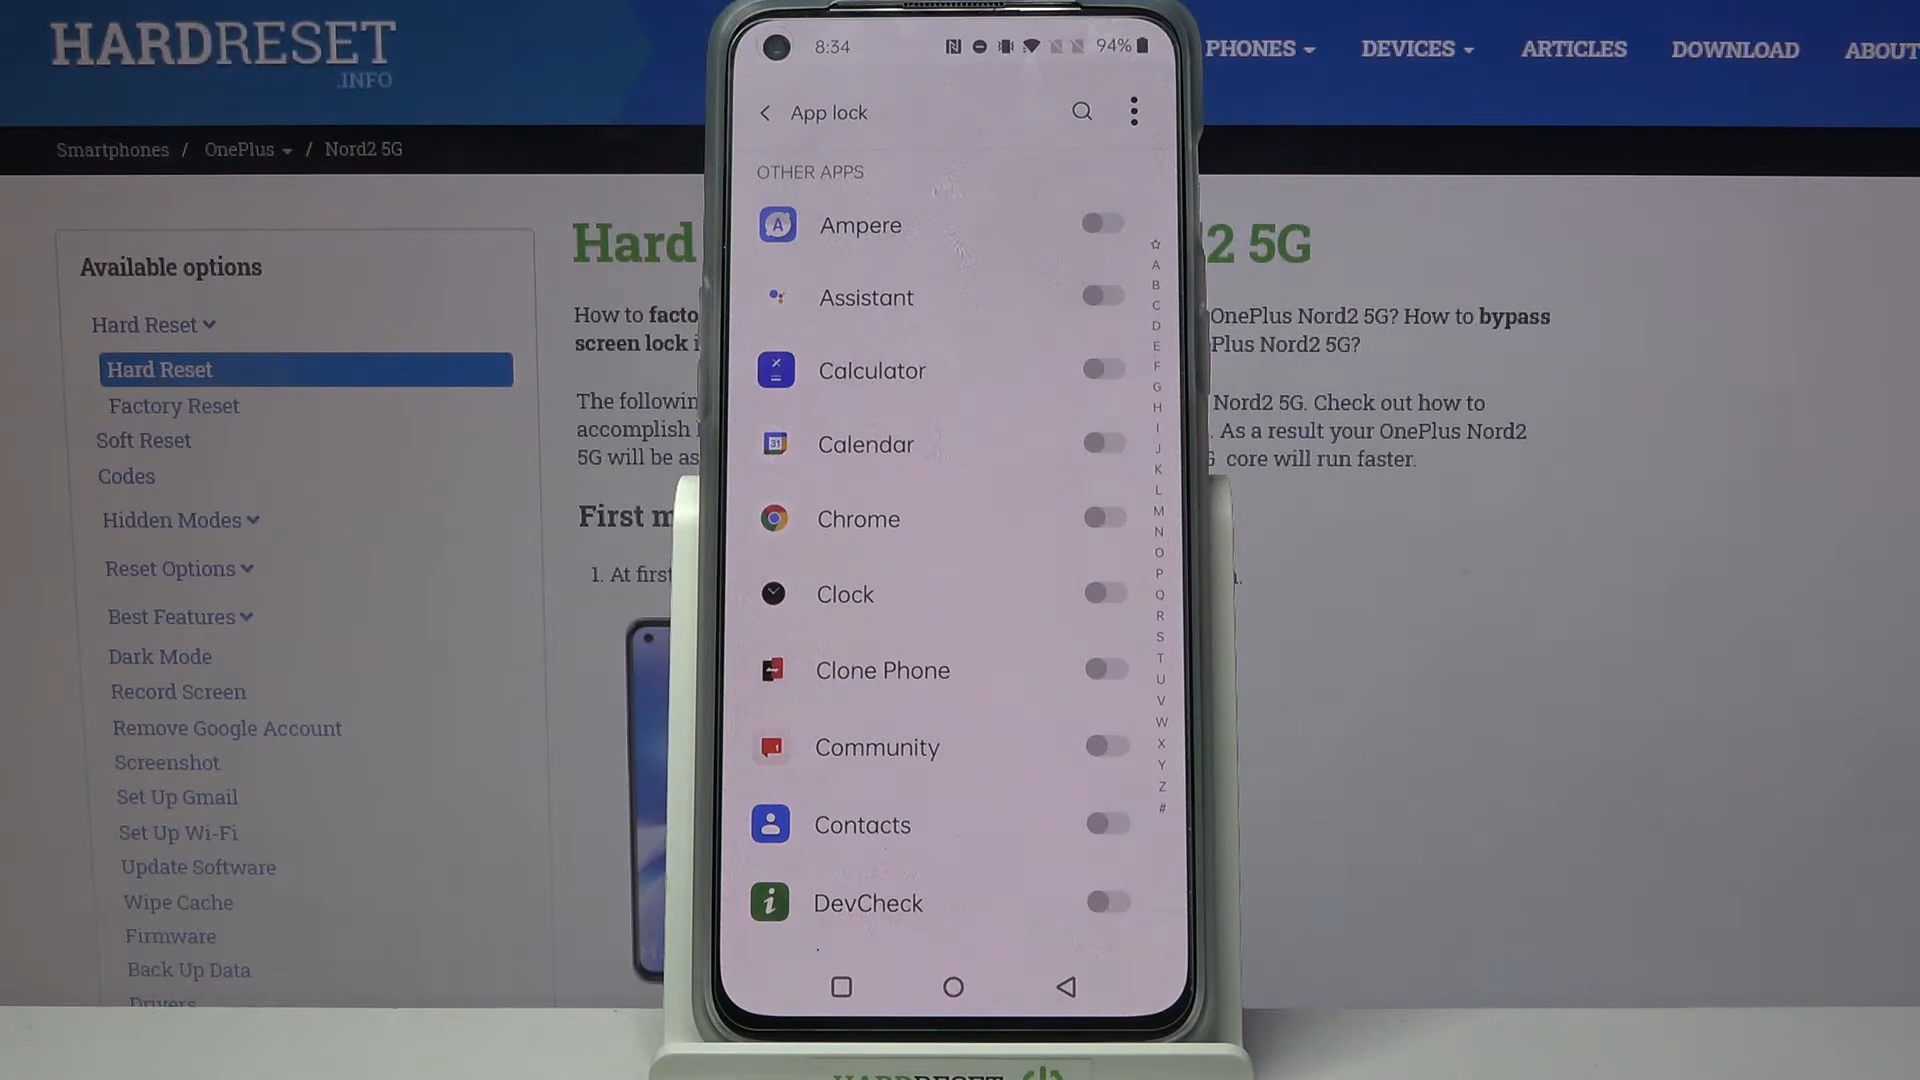 HARDRESET
.INFO
PHONES
DEVICES
ARTICLES
DOWNLOAD
ABOUT
Smartphones / OnePlus / Nord2 5G
Available options
Hard Reset
Hard Reset
Factory Reset
Soft Reset
Codes
Hidden Modes
Reset Options
Best Features
Dark Mode
Record Screen
Remove Google Account
Screenshot
Set Up Gmail
Set Up Wi-Fi
Update Software
Wipe Cache
Firmware
Back Up Data
Drivers
Hard
2 5G
How to facto
OnePlus Nord2 5G? How to bypass
screen lock i
Plus Nord2 5G?
The followin
Nord2 5G. Check out how to
accomplish
. As a result your OnePlus Nord2
5G will be as
core will run faster.
First m
1. At first
8:34
94%
App lock
OTHER APPS
A Ampere
Assistant
Calculator
31 Calendar
Chrome
Clock
Clone Phone
Community
Contacts
i DevCheck
A
B
C
D
E
F
G
H
I
J
K
L
M
N
O
P
Q
R
S
T
U
V
W
X
Y
Z
#
HARDRESET